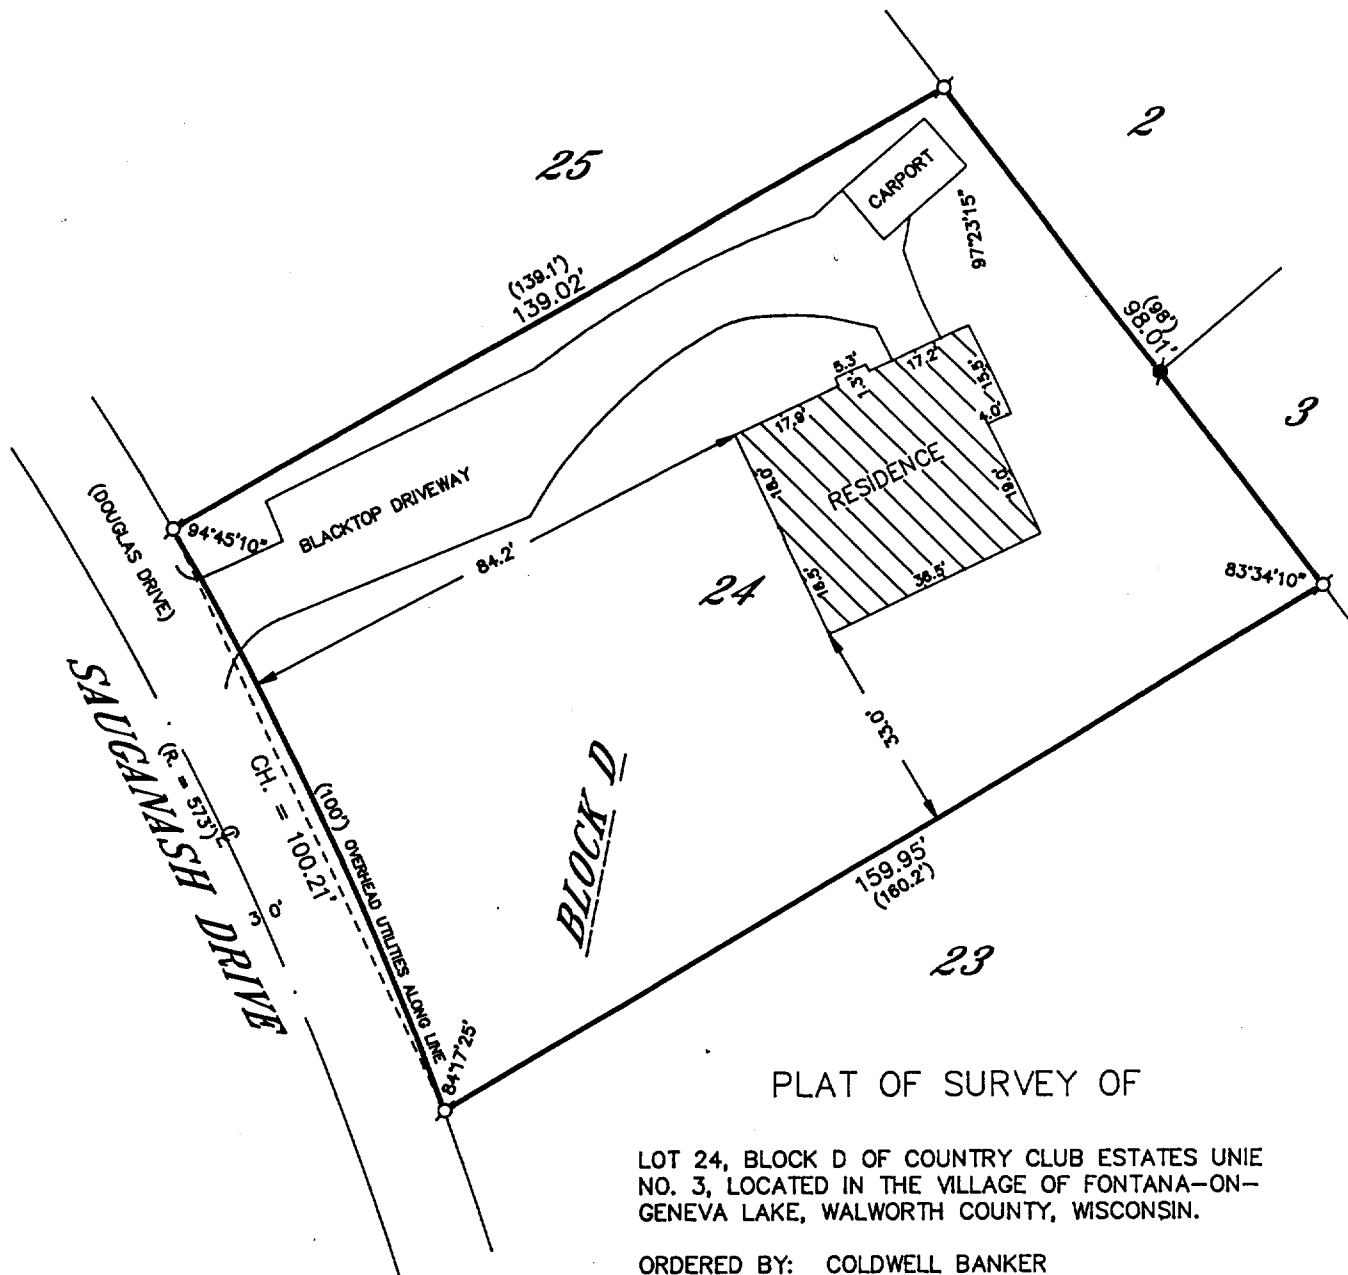 2
25
CARPORT
97°23'15"
(139.1')
139.02'
(98')
98.01'
5.3'
1.3'
17.2'
15.5'
4.0'
17.9'
3
(DOUGLAS DRIVE)
94°45'10"
BLACKTOP DRIVEWAY
RESIDENCE
18.0'
19.0'
84.2'
24
36.5'
83°34'10"
33.0'
SAUGANASH DRIVE
(R. = 573')
CH. = 100.21'
(100') OVERHEAD UTILITIES ALONG LINE
BLOCK D
159.95'
(160.2')
30'
23
84°17'25"
PLAT OF SURVEY OF
LOT 24, BLOCK D OF COUNTRY CLUB ESTATES UNIE
NO. 3, LOCATED IN THE VILLAGE OF FONTANA-ON-
GENEVA LAKE, WALWORTH COUNTY, WISCONSIN.
ORDERED BY: COLDWELL BANKER